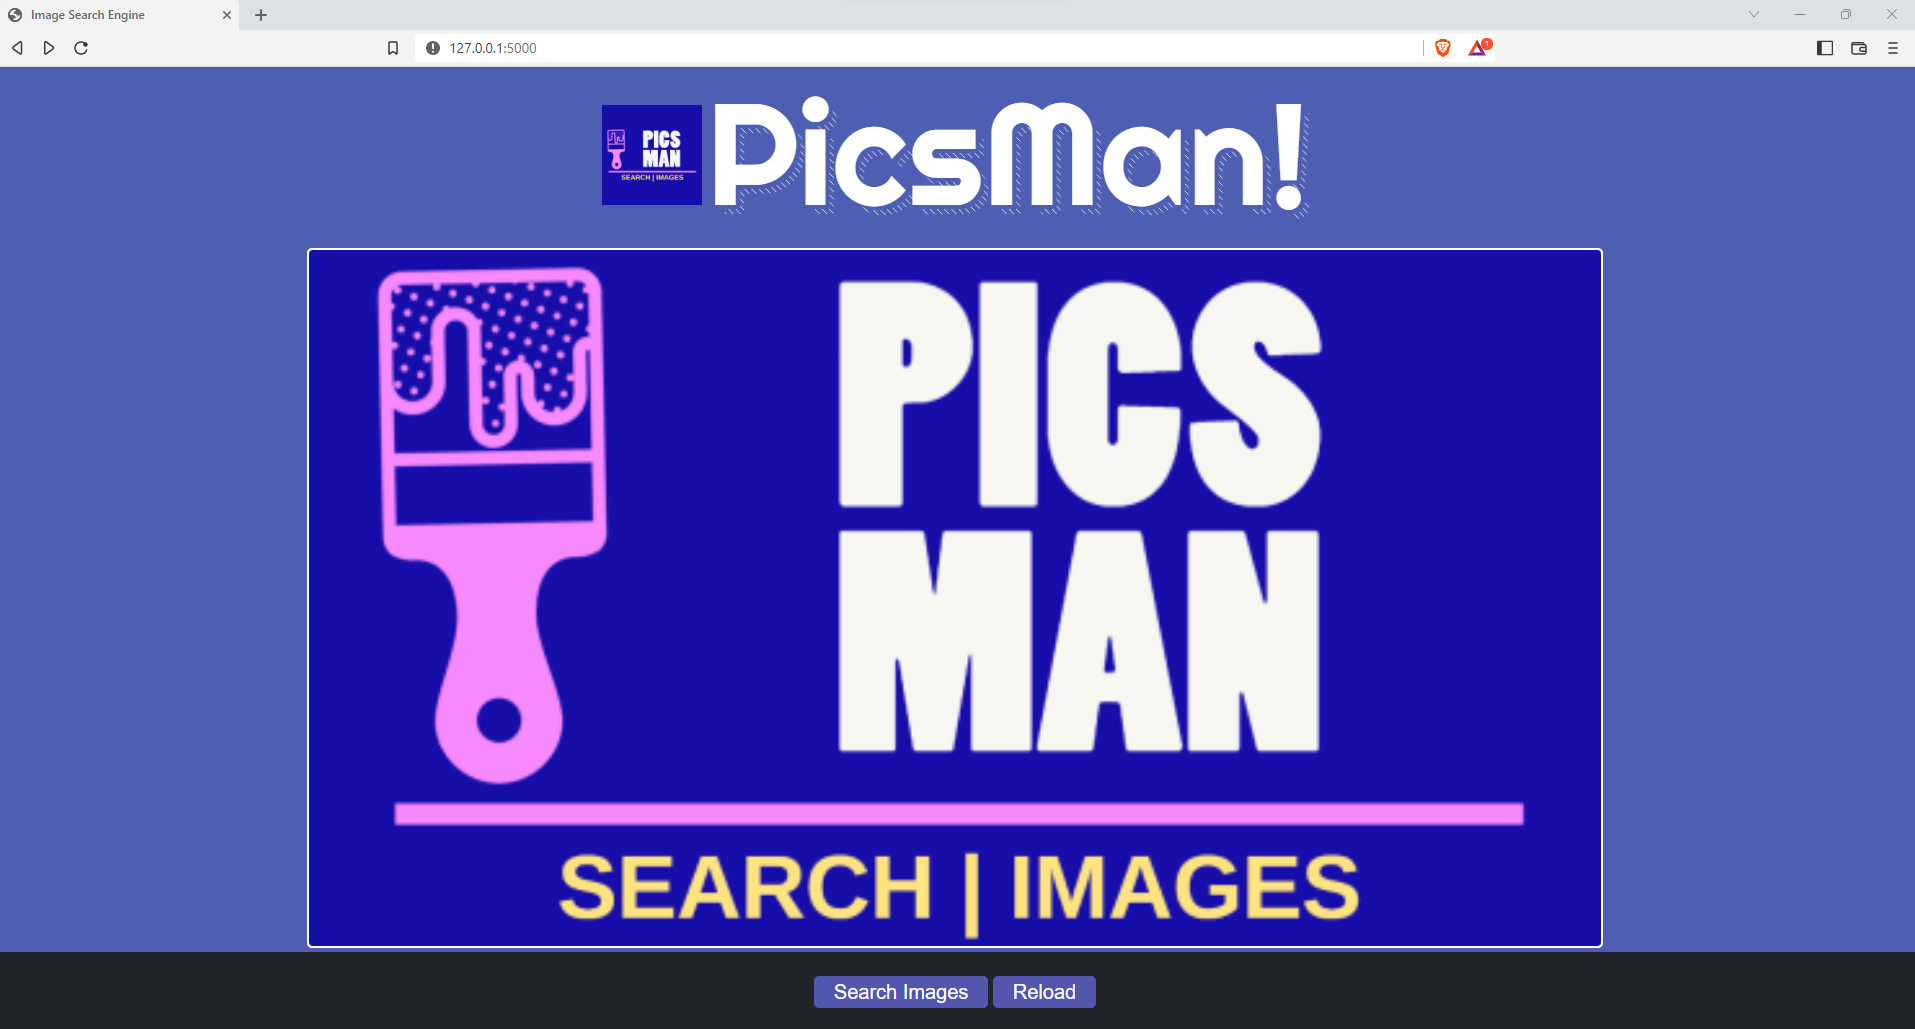 Image Search Engine
127.0.0.1:5000
1
PICS
MAN
SEARCH | IMAGES
PicsMan!
PICS
MAN
SEARCH | IMAGES
Search Images
Reload